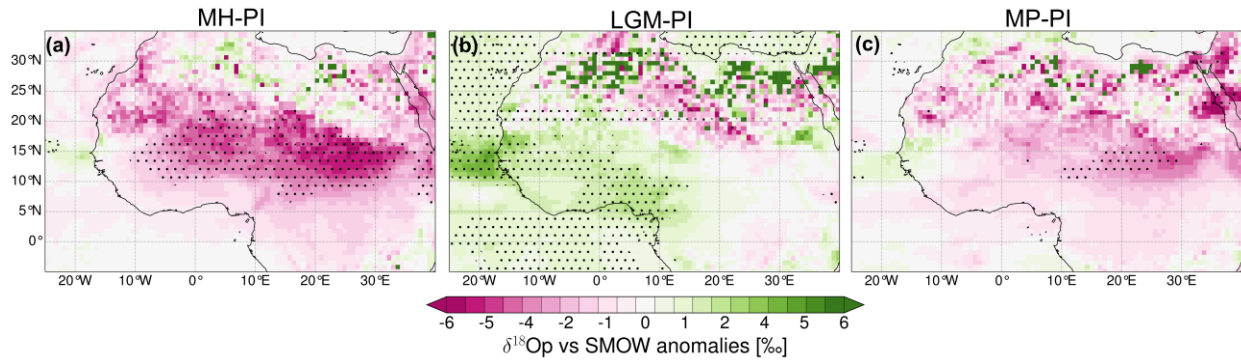 MH-PI LGM-PI MP-PI
(a) (b) (c)
30°N
25°N
20°N
15°N
10°N
5°N
0°
20°W 10°W 0° 10°E 20°E 30°E 20°W 10°W 0° 10°E 20°E 30°E 20°W 10°W 0° 10°E 20°E 30°E
-6 -5 -4 -2 -1 0 1 2 4 5 6
δ¹⁸Op vs SMOW anomalies [‰]